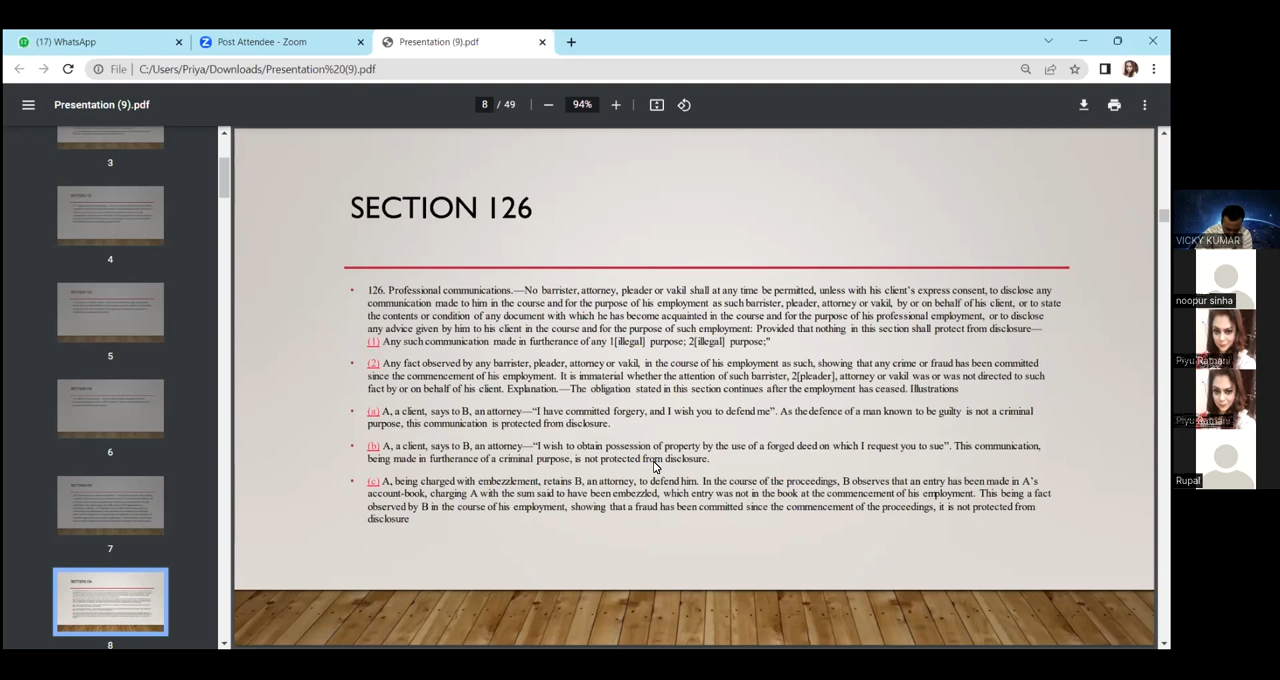 (17) WhatsApp
Post Attendee - Zoom
Presentation (9).pdf
File
C:/Users/Priya/Downloads/Presentation%20(9).pdf
Presentation (9).pdf
8 / 49
94%
3
4
5
6
7
8
SECTION 126
• 126. Professional communications.—No barrister, attorney, pleader or vakil shall at any time be permitted, unless with his client's express consent, to disclose any
communication made to him in the course and for the purpose of his employment as such barrister, pleader, attorney or vakil, by or on behalf of his client, or to state
the contents or condition of any document with which he has become acquainted in the course and for the purpose of his professional employment, or to disclose
any advice given by him to his client in the course and for the purpose of such employment: Provided that nothing in this section shall protect from disclosure—
(1) Any such communication made in furtherance of any 1[illegal] purpose; 2[illegal] purpose;"
• (2) Any fact observed by any barrister, pleader, attorney or vakil, in the course of his employment as such, showing that any crime or fraud has been committed
since the commencement of his employment. It is immaterial whether the attention of such barrister, 2[pleader], attorney or vakil was or was not directed to such
fact by or on behalf of his client. Explanation.—The obligation stated in this section continues after the employment has ceased. Illustrations
• (a) A, a client, says to B, an attorney—"I have committed forgery, and I wish you to defend me". As the defence of a man known to be guilty is not a criminal
purpose, this communication is protected from disclosure.
• (b) A, a client, says to B, an attorney—"I wish to obtain possession of property by the use of a forged deed on which I request you to sue". This communication,
being made in furtherance of a criminal purpose, is not protected from disclosure.
• (c) A, being charged with embezzlement, retains B, an attorney, to defend him. In the course of the proceedings, B observes that an entry has been made in A's
account-book, charging A with the sum said to have been embezzled, which entry was not in the book at the commencement of his employment. This being a fact
observed by B in the course of his employment, showing that a fraud has been committed since the commencement of the proceedings, it is not protected from
disclosure
VICKY KUMAR
noopur sinha
Piyu Ratnani
Piyu Ratnani
Rupal